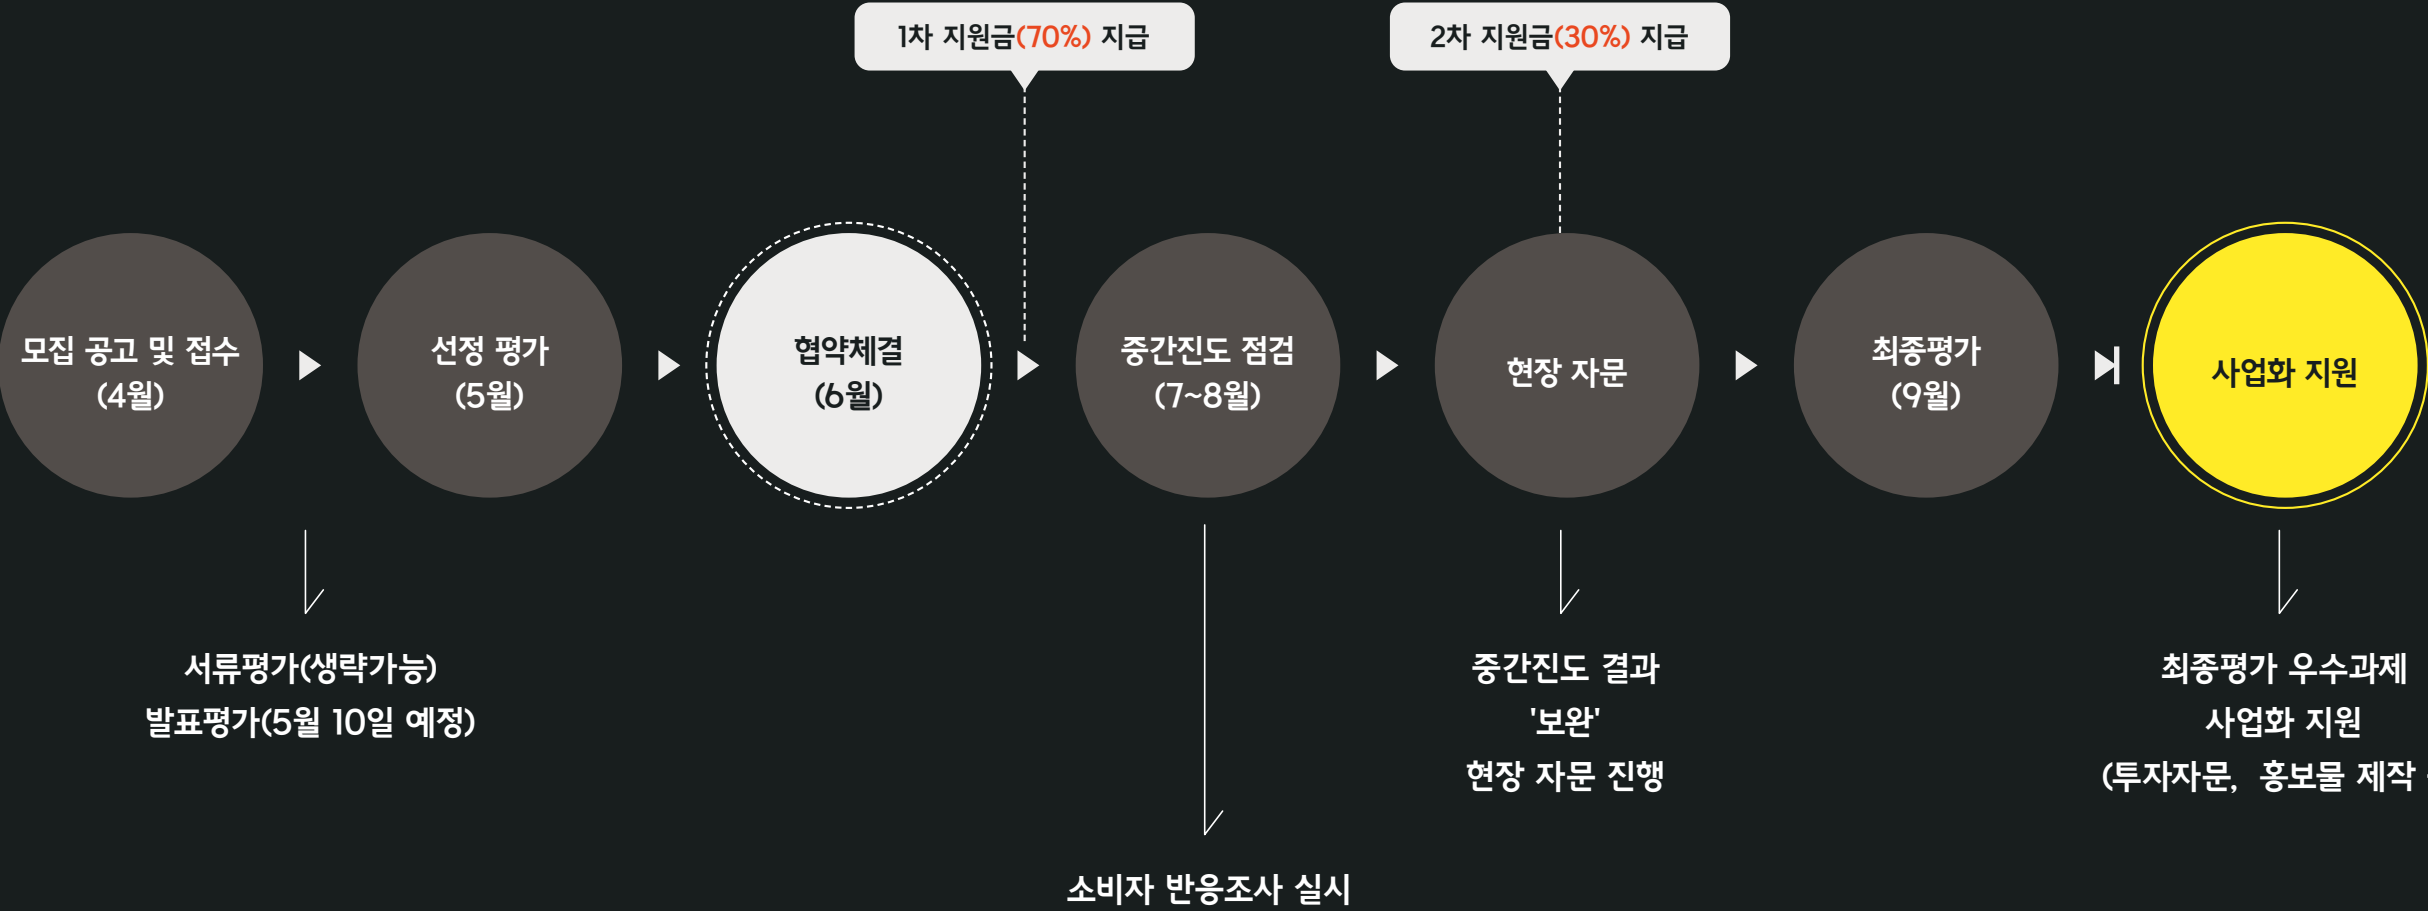 1차 지원금(70%) 지급
2차 지원금(30%) 지급
모집 공고 및 접수
(4월)
선정 평가
(5월)
협약체결
(6월)
중간진도 점검
(7~8월)
현장 자문
최종평가
(9월)
사업화 지원
서류평가(생략가능)
발표평가(5월 10일 예정)
중간진도 결과
'보완'
현장 자문 진행
최종평가 우수과제
사업화 지원
(투자자문, 홍보물 제작
소비자 반응조사 실시